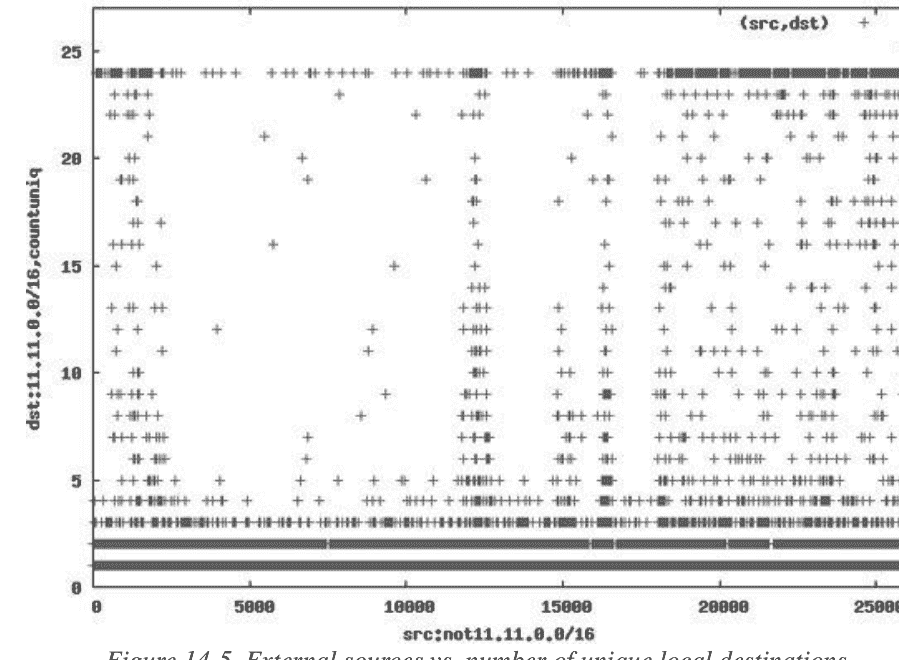 (src,dst) +
25
20
15
10
5
0
dst:11.11.0.0/16,countuniq
0 5000 10000 15000 20000 25000
src:not11.11.0.0/16
Figure 14-5. External sources vs. number of unique local destinations